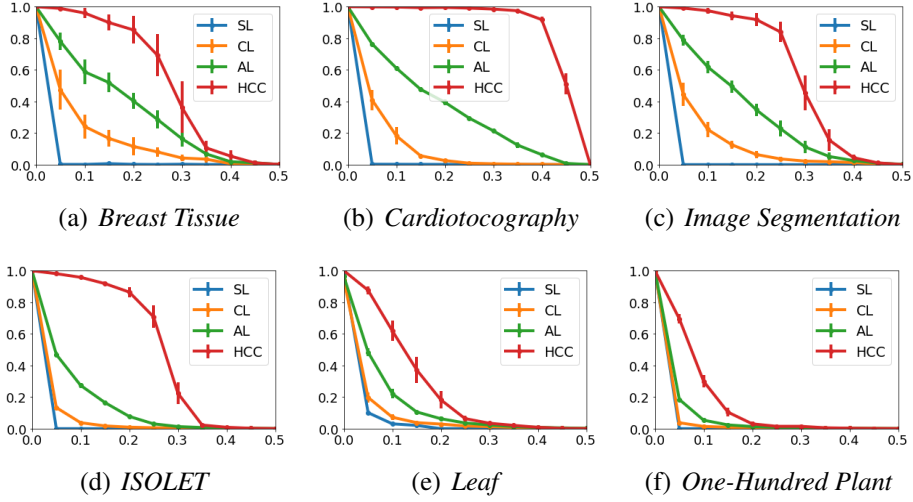 1.0
0.8
0.6
0.4
0.2
0.0
0.0 0.1 0.2 0.3 0.4 0.5
SL
CL
AL
HCC
(a) Breast Tissue
1.0
0.8
0.6
0.4
0.2
0.0
0.0 0.1 0.2 0.3 0.4 0.5
SL
CL
AL
HCC
(b) Cardiotocography
1.0
0.8
0.6
0.4
0.2
0.0
0.0 0.1 0.2 0.3 0.4 0.5
SL
CL
AL
HCC
(c) Image Segmentation
1.0
0.8
0.6
0.4
0.2
0.0
0.0 0.1 0.2 0.3 0.4 0.5
SL
CL
AL
HCC
(d) ISOLET
1.0
0.8
0.6
0.4
0.2
0.0
0.0 0.1 0.2 0.3 0.4 0.5
SL
CL
AL
HCC
(e) Leaf
1.0
0.8
0.6
0.4
0.2
0.0
0.0 0.1 0.2 0.3 0.4 0.5
SL
CL
AL
HCC
(f) One-Hundred Plant